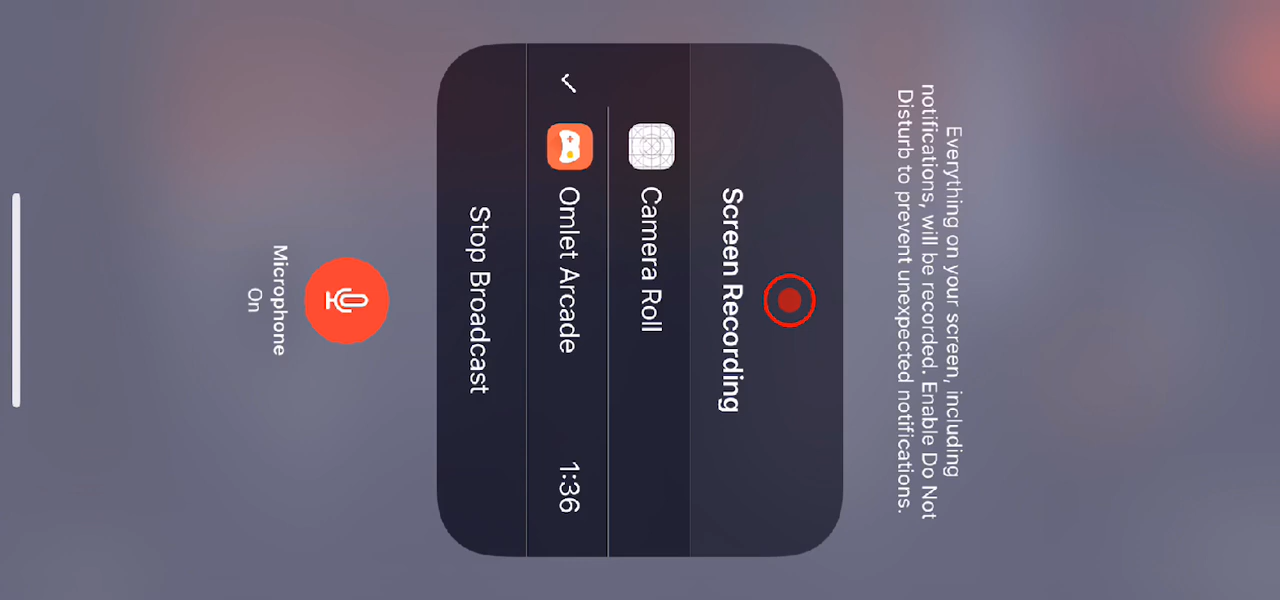 Everything on your screen, including
notifications, will be recorded. Enable Do Not
Disturb to prevent unexpected notifications.
Screen Recording
Camera Roll
Omlet Arcade 1:36
Stop Broadcast
Microphone
On